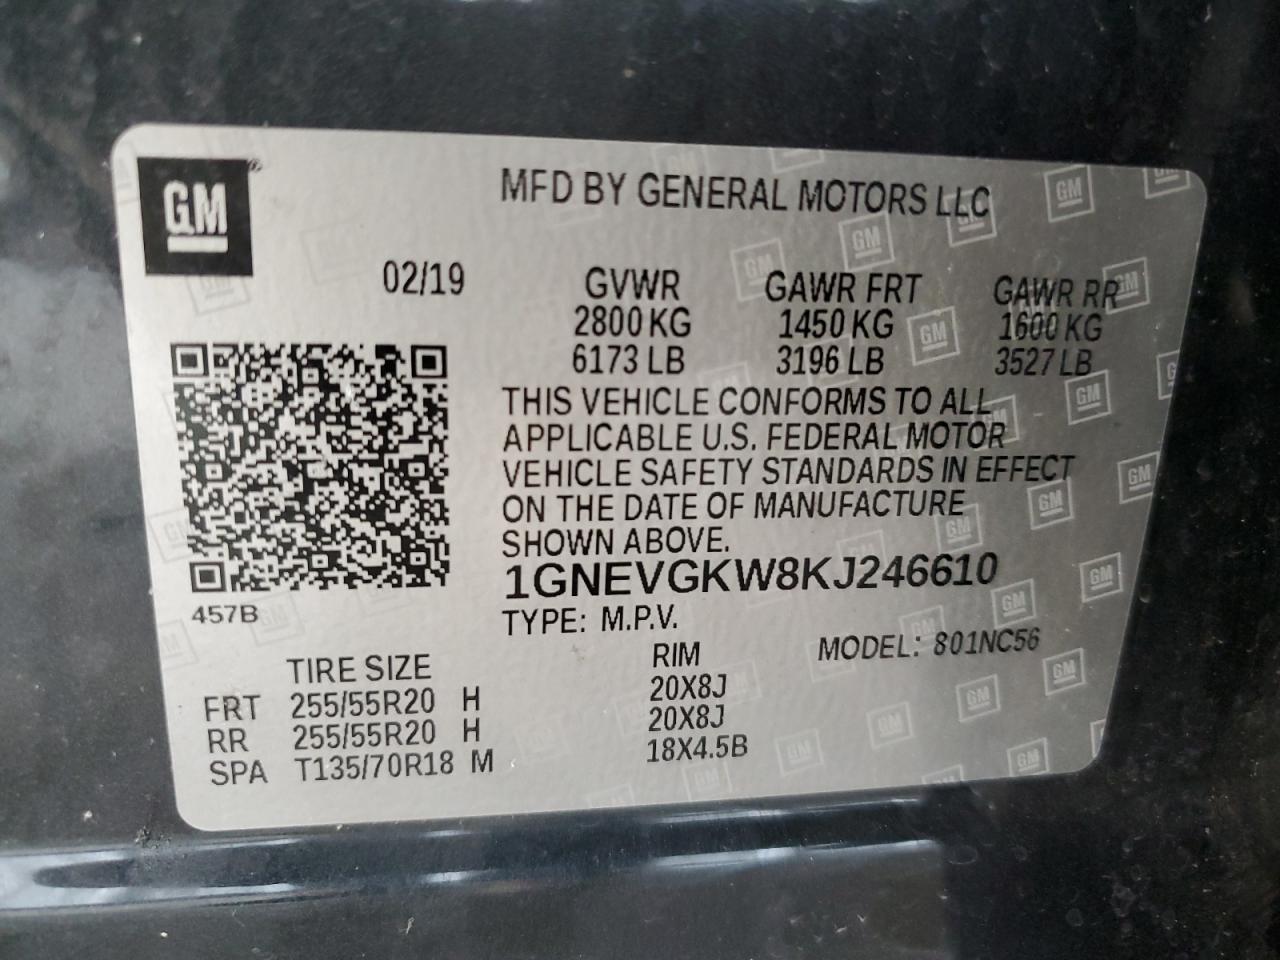 GM
MFD BY GENERAL MOTORS LLC
02/19 GVWR GAWR FRT GAWR RR
2800 KG 1450 KG 1600 KG
6173 LB 3196 LB 3527 LB
THIS VEHICLE CONFORMS TO ALL
APPLICABLE U.S. FEDERAL MOTOR
VEHICLE SAFETY STANDARDS IN EFFECT
ON THE DATE OF MANUFACTURE
SHOWN ABOVE.
1GNEVGKW8KJ246610
457B
TYPE: M.P.V.
TIRE SIZE RIM MODEL: 801NC56
FRT 255/55R20 H 20X8J
RR 255/55R20 H 20X8J
SPA T135/70R18 M 18X4.5B